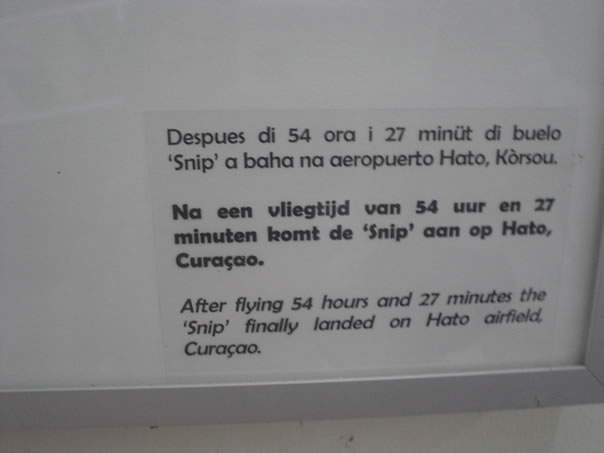 Despues di 54 ora i 27 minüt di buelo
'Snip' a baha na aeropuerto Hato, Kòrsou.
Na een vliegtijd van 54 uur en 27
minuten komt de 'Snip' aan op Hato,
Curaçao.
After flying 54 hours and 27 minutes the
'Snip' finally landed on Hato airfield,
Curaçao.